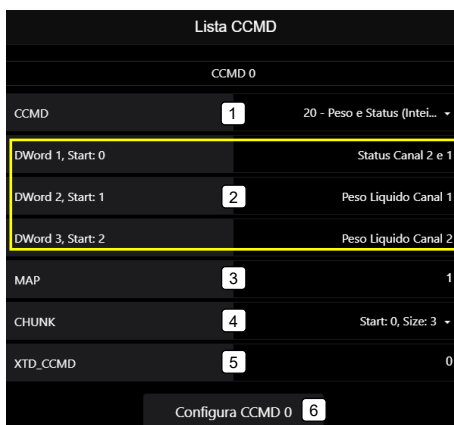 Lista CCMD
CCMD 0
CCMD 1 20 - Peso e Status (Intei...
DWord 1, Start: 0 Status Canal 2 e 1
DWord 2, Start: 1 2 Peso Liquido Canal 1
DWord 3, Start: 2 Peso Liquido Canal 2
MAP 3 1
CHUNK 4 Start: 0, Size: 3
XTD_CCMD 5 0
Configura CCMD 0 6